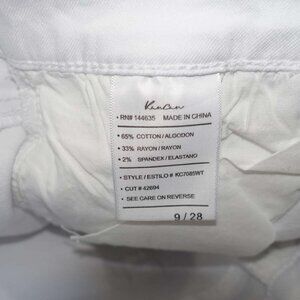 KanCan
• RN# 144635 MADE IN CHINA
• 65% COTTON / ALGODON
• 33% RAYON / RAYON
• 2% SPANDEX / ELASTANO
• STYLE / ESTILO # KC7085WT
• CUT # 42694
• SEE CARE ON REVERSE
9 / 28